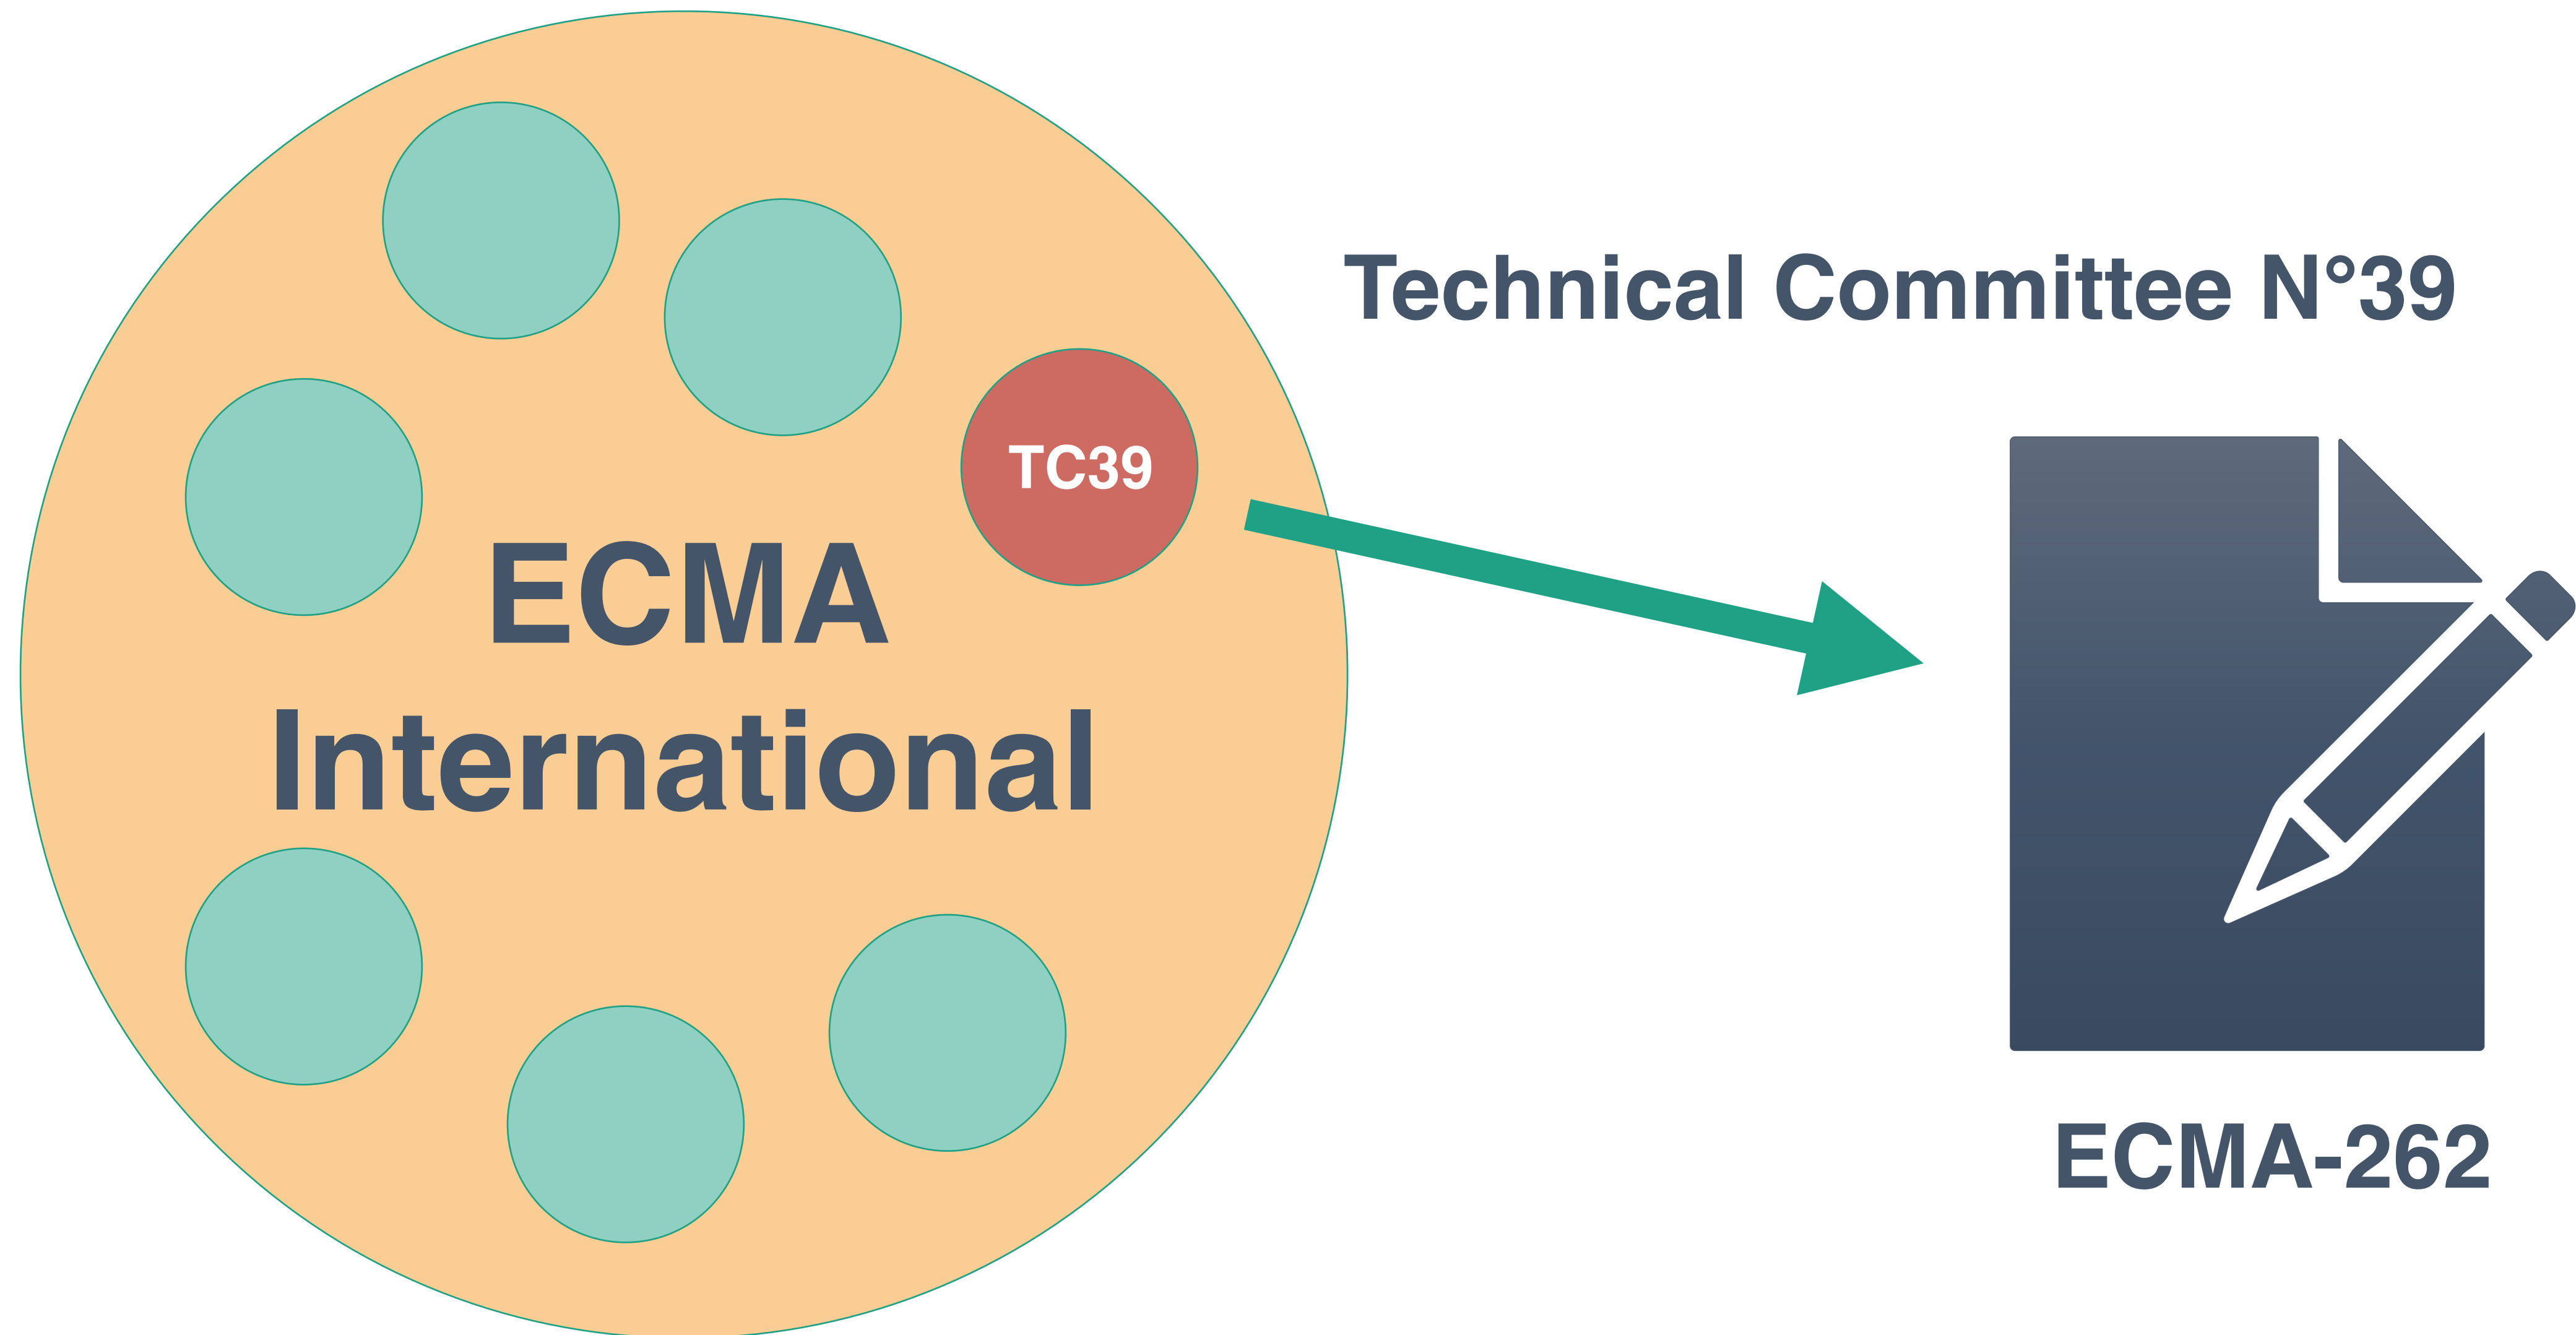 Technical Committee N°39
TC39
ECMA
International
ECMA-262